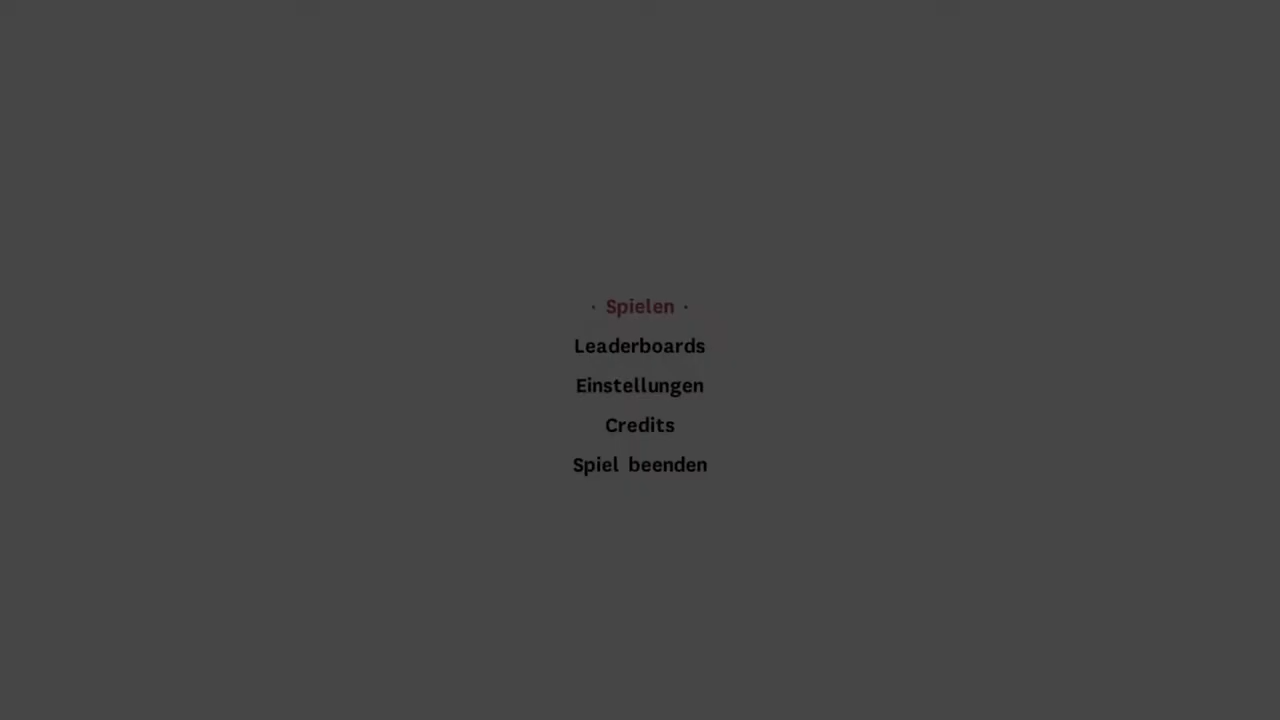 · Spielen ·
Leaderboards
Einstellungen
Credits
Spiel beenden